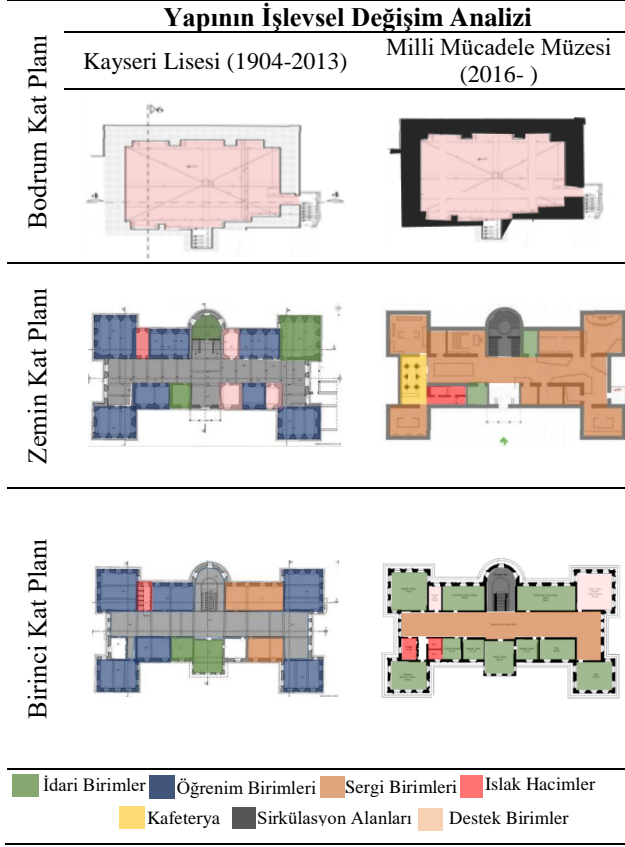 Yapının İşlevsel Değişim Analizi
Kayseri Lisesi (1904-2013)
Milli Mücadele Müzesi
(2016- )
Bodrum Kat Planı
Zemin Kat Planı
Birinci Kat Planı
İdari Birimler
Öğrenim Birimleri
Sergi Birimleri
Islak Hacimler
Kafeterya
Sirkülasyon Alanları
Destek Birimler